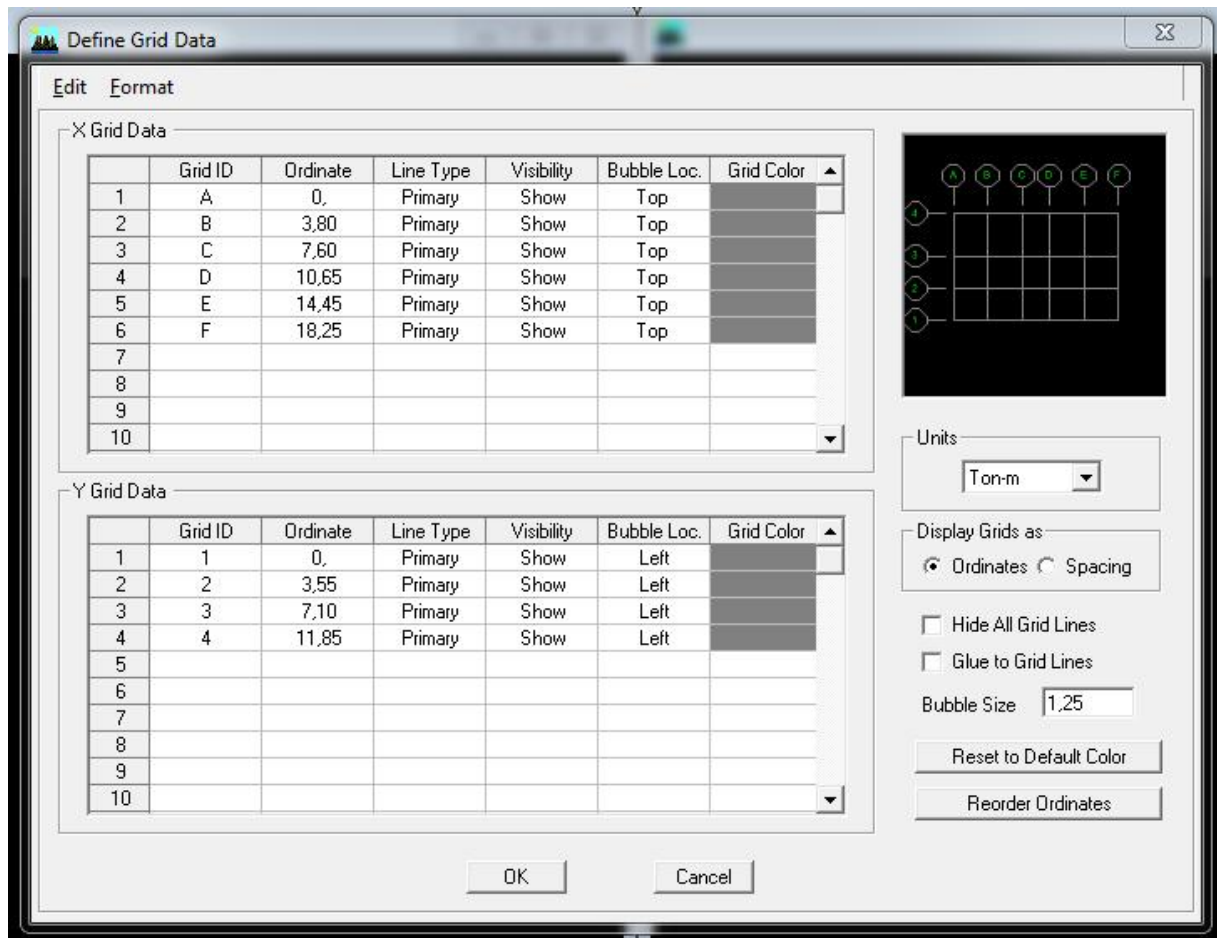 Y
Define Grid Data
Edit Format
X Grid Data
Grid ID Ordinate Line Type Visibility Bubble Loc. Grid Color
1 A 0, Primary Show Top
2 B 3,80 Primary Show Top
3 C 7,60 Primary Show Top
4 D 10,65 Primary Show Top
5 E 14,45 Primary Show Top
6 F 18,25 Primary Show Top
7
8
9
10
A B C D E F
4
3
2
1
Units
Ton-m
Y Grid Data
Grid ID Ordinate Line Type Visibility Bubble Loc. Grid Color
1 1 0, Primary Show Left
2 2 3,55 Primary Show Left
3 3 7,10 Primary Show Left
4 4 11,85 Primary Show Left
5
6
7
8
9
10
Display Grids as
Ordinates Spacing
Hide All Grid Lines
Glue to Grid Lines
Bubble Size 1,25
Reset to Default Color
Reorder Ordinates
OK Cancel